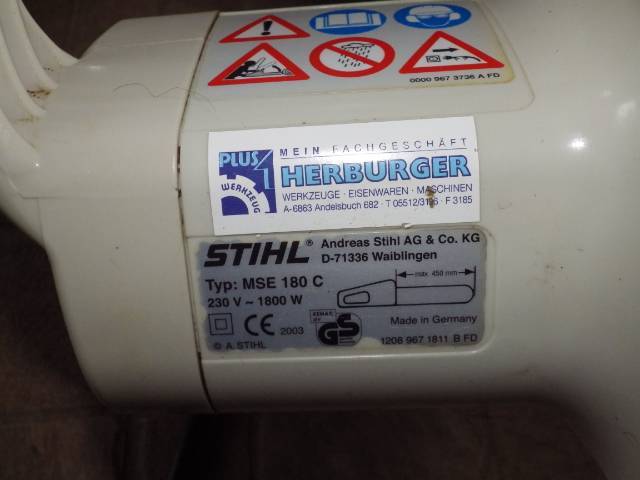 0000 967 3736 A FD
MEIN FACHGESCHÄFT
PLUS
HERBURGER
WERKZEUG
WERKZEUGE · EISENWAREN · MASCHINEN
A-6863 Andelsbuch 682 · T 05512/3196 · F 3185
STIHL® Andreas Stihl AG & Co. KG
D-71336 Waiblingen
Typ: MSE 180 C
max. 450 mm
230 V ~ 1800 W
CE 2003
KEMA
GS
Made in Germany
© A. STIHL
1208 967 1811 B FD